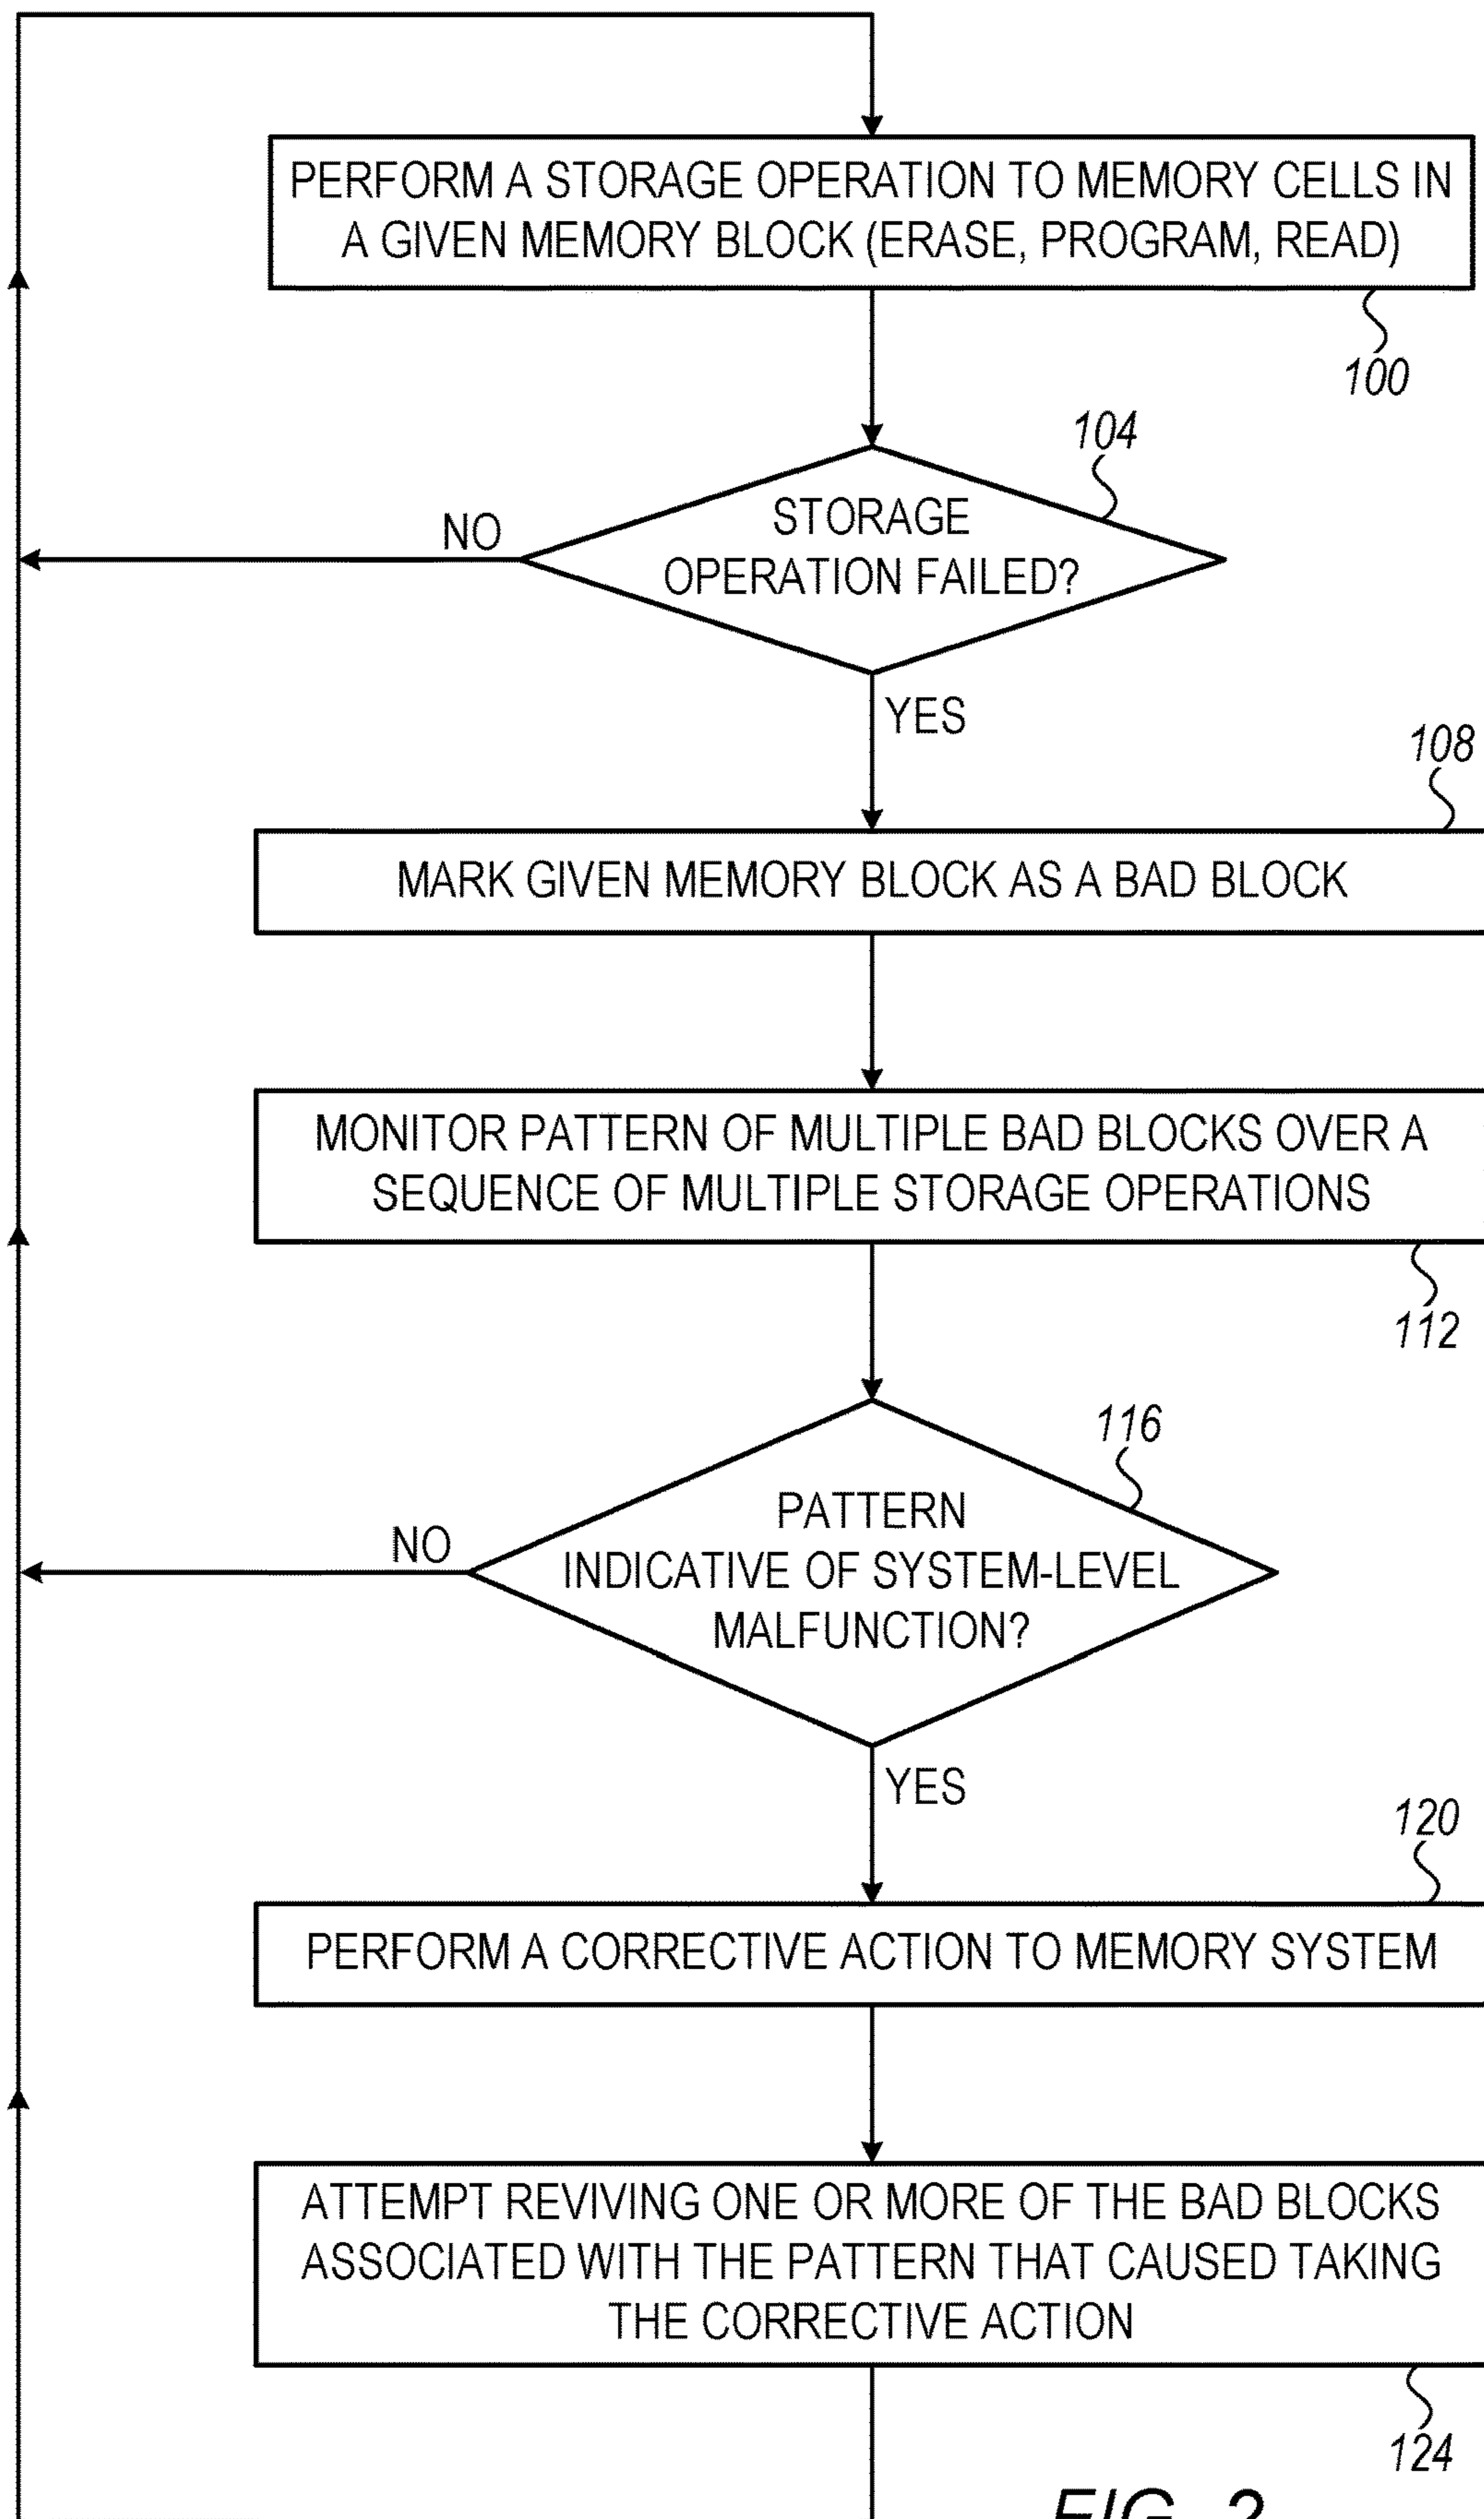 PERFORM A STORAGE OPERATION TO MEMORY CELLS IN
A GIVEN MEMORY BLOCK (ERASE, PROGRAM, READ)
100
104
STORAGE
OPERATION FAILED?
NO
YES
108
MARK GIVEN MEMORY BLOCK AS A BAD BLOCK
MONITOR PATTERN OF MULTIPLE BAD BLOCKS OVER A
SEQUENCE OF MULTIPLE STORAGE OPERATIONS
112
116
PATTERN
INDICATIVE OF SYSTEM-LEVEL
MALFUNCTION?
NO
YES
120
PERFORM A CORRECTIVE ACTION TO MEMORY SYSTEM
ATTEMPT REVIVING ONE OR MORE OF THE BAD BLOCKS
ASSOCIATED WITH THE PATTERN THAT CAUSED TAKING
THE CORRECTIVE ACTION
124
FIG. 2